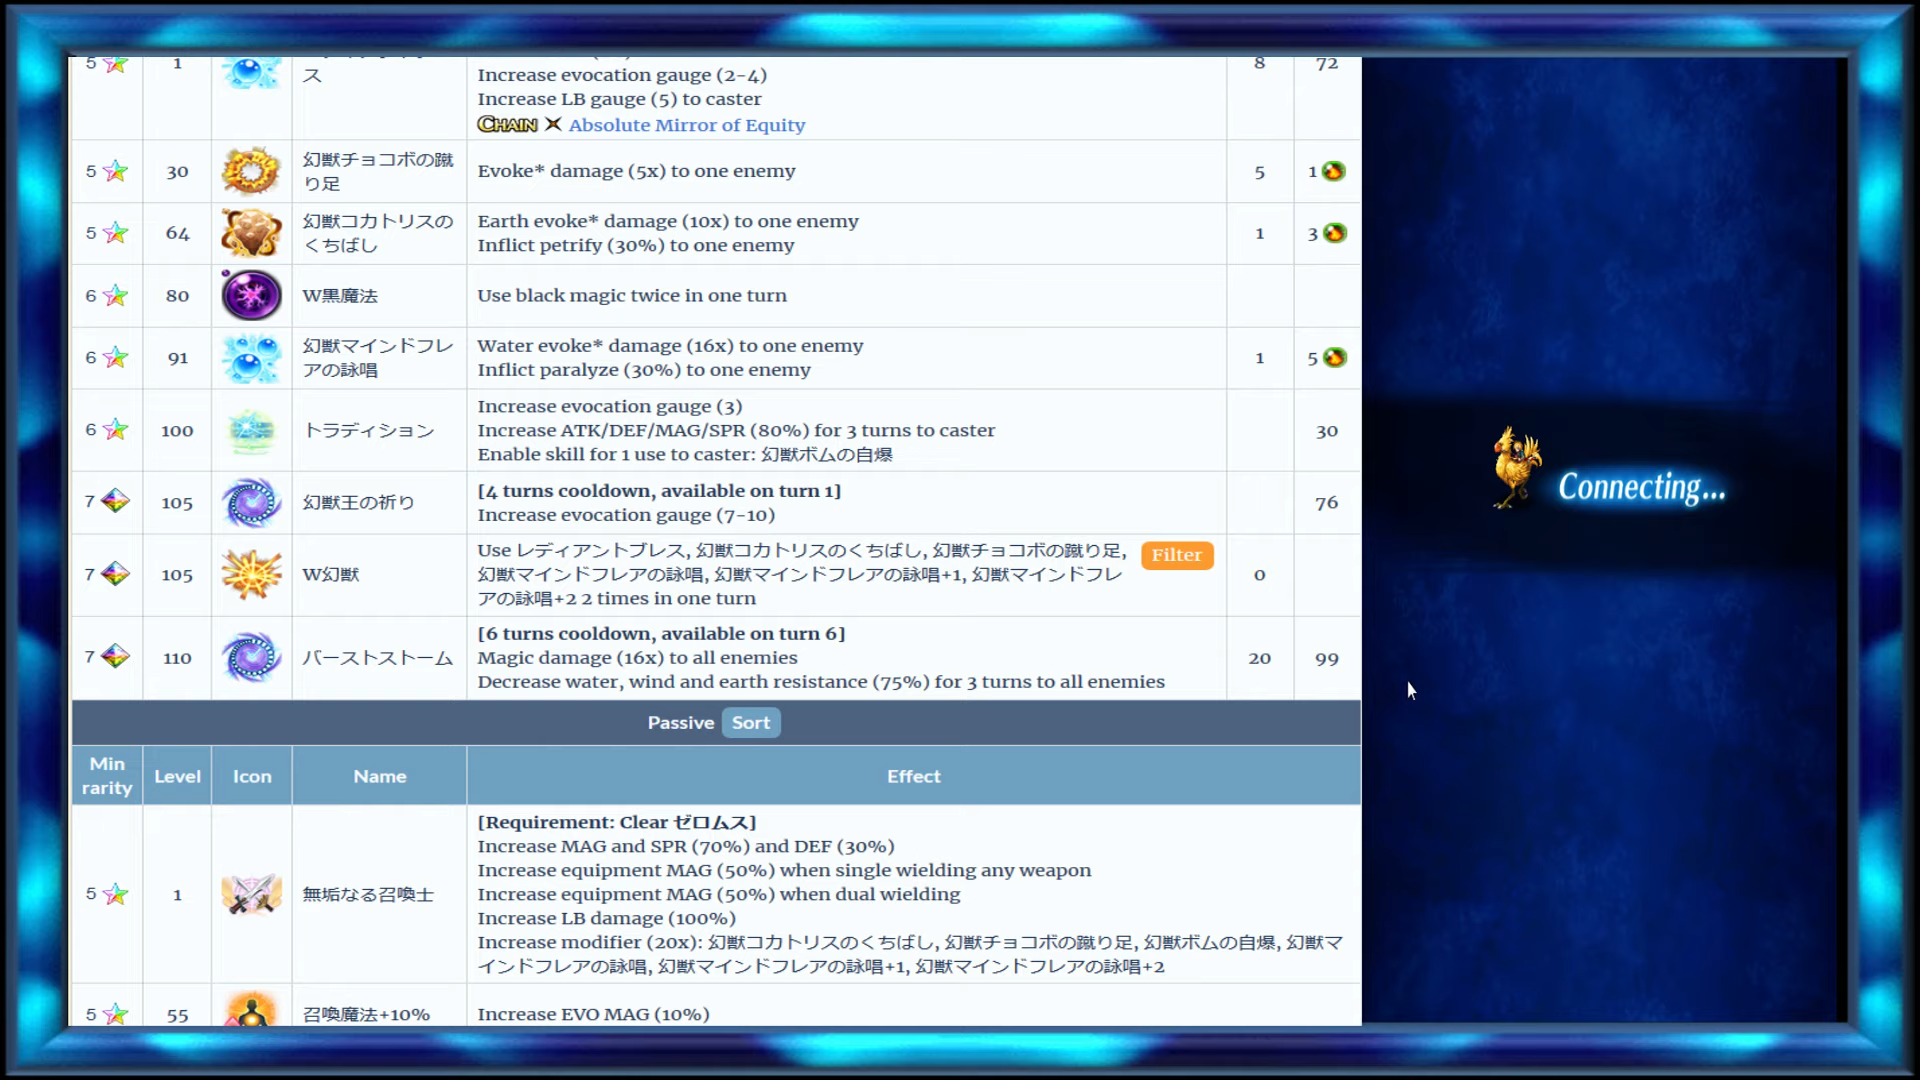 5 1 ス 8 72
Increase evocation gauge (2-4)
Increase LB gauge (5) to caster
CHAIN Absolute Mirror of Equity
5 30 幻獣チョコボの蹴 Evoke* damage (5x) to one enemy 5 1
り足
5 64 幻獣コカトリスの Earth evoke* damage (10x) to one enemy 1 3
くちばし Inflict petrify (30%) to one enemy
6 80 W黒魔法 Use black magic twice in one turn
6 91 幻獣マインドフレ Water evoke* damage (16x) to one enemy 1 5
アの詠唱 Inflict paralyze (30%) to one enemy
Increase evocation gauge (3)
6 100 トラディション Increase ATK/DEF/MAG/SPR (80%) for 3 turns to caster 30
Enable skill for 1 use to caster: 幻獣ボムの自爆
7 105 幻獣王の祈り [4 turns cooldown, available on turn 1] 76
Increase evocation gauge (7-10)
Use レディアントブレス, 幻獣コカトリスのくちばし, 幻獣チョコボの蹴り足, Filter
7 105 W幻獣 幻獣マインドフレアの詠唱, 幻獣マインドフレアの詠唱+1, 幻獣マインドフレ 0
アの詠唱+2 2 times in one turn
[6 turns cooldown, available on turn 6]
7 110 バーストストーム Magic damage (16x) to all enemies 20 99
Decrease water, wind and earth resistance (75%) for 3 turns to all enemies
Passive Sort
Min rarity Level Icon Name Effect
[Requirement: Clear ゼロムス]
Increase MAG and SPR (70%) and DEF (30%)
Increase equipment MAG (50%) when single wielding any weapon
5 1 無垢なる召喚士 Increase equipment MAG (50%) when dual wielding
Increase LB damage (100%)
Increase modifier (20x): 幻獣コカトリスのくちばし, 幻獣チョコボの蹴り足, 幻獣ボムの自爆, 幻獣マ
インドフレアの詠唱, 幻獣マインドフレアの詠唱+1, 幻獣マインドフレアの詠唱+2
5 55 召喚魔法+10% Increase EVO MAG (10%)
Connecting...